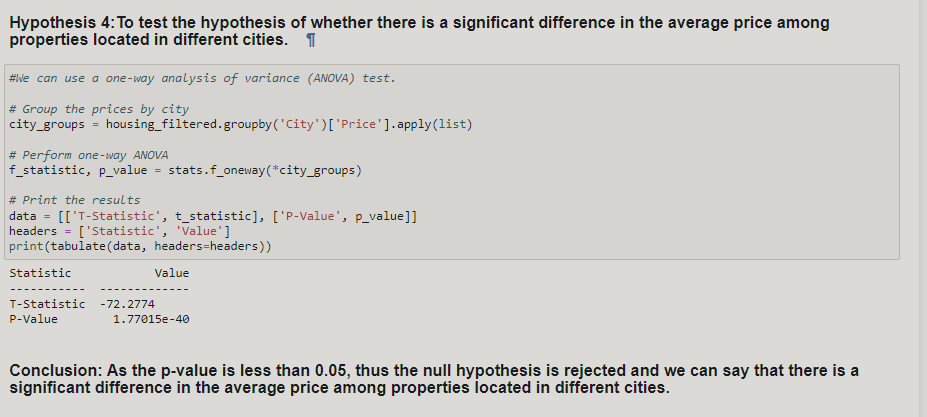 Hypothesis 4:To test the hypothesis of whether there is a significant difference in the average price among
properties located in different cities. ¶
#We can use a one-way analysis of variance (ANOVA) test.
# Group the prices by city
city_groups = housing_filtered.groupby('City')['Price'].apply(list)
# Perform one-way ANOVA
f_statistic, p_value = stats.f_oneway(*city_groups)
# Print the results
data = [['T-Statistic', t_statistic], ['P-Value', p_value]]
headers = ['Statistic', 'Value']
print(tabulate(data, headers=headers))
Statistic Value
----------- -------------
T-Statistic -72.2774
P-Value 1.77015e-40
Conclusion: As the p-value is less than 0.05, thus the null hypothesis is rejected and we can say that there is a
significant difference in the average price among properties located in different cities.